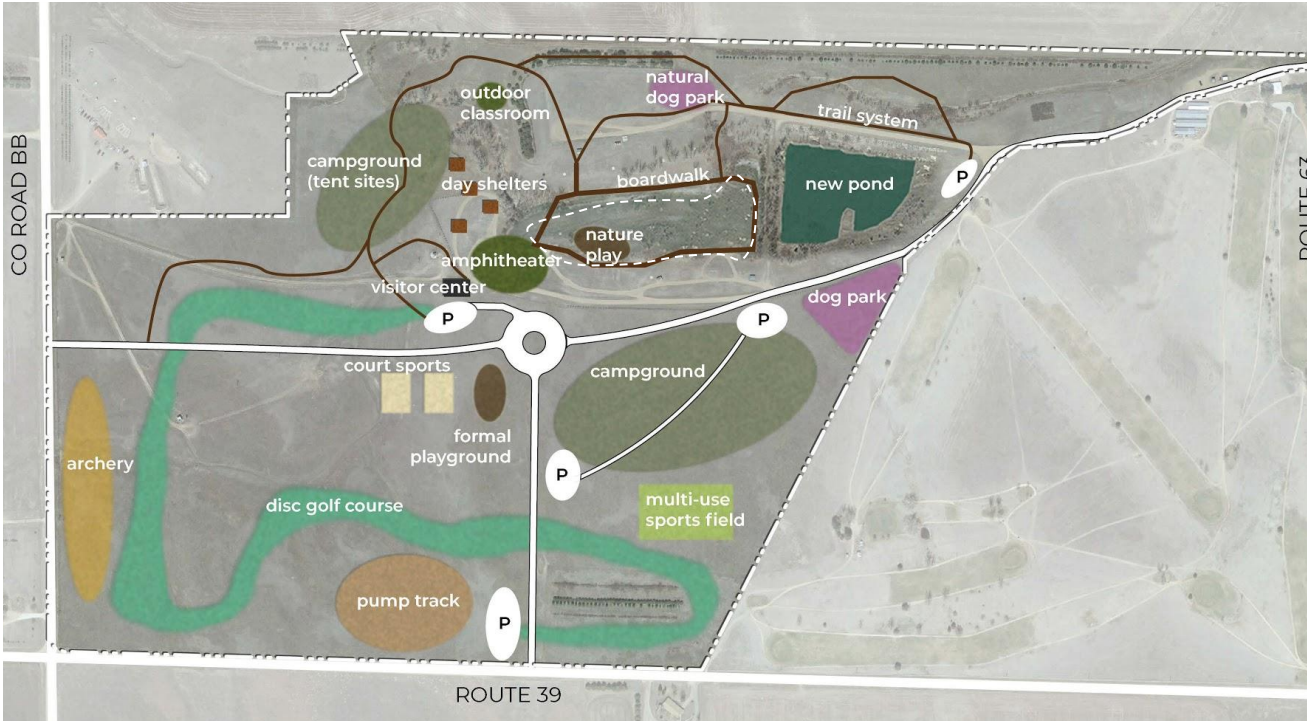 natural
dog park
outdoor
classroom
trail system
CO ROAD BB
campground
(tent sites)
day shelters
boardwalk
new pond
P
nature
play
amphitheater
visitor center
dog park
P
P
court sports
campground
formal
playground
archery
P
multi-use
sports field
disc golf course
pump track
P
ROUTE 39